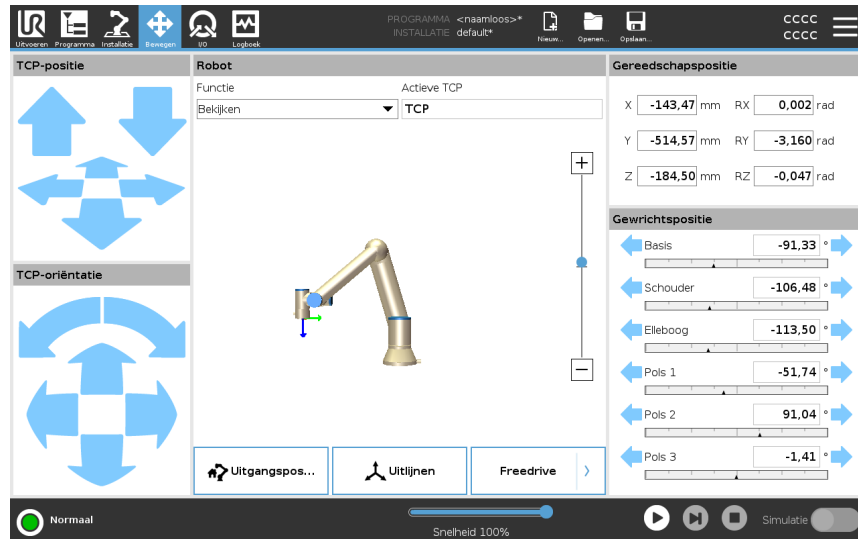 PROGRAMMA <naamloos>*
INSTALLATIE default*
CCCC
CCCC
Uitvoeren Programma Installatie Bewegen I/O Logboek Nieuw... Openen... Opslaan...
TCP-positie
Robot
Functie
Actieve TCP
Bekijken
TCP
Gereedschapspositie
X -143,47 mm RX 0,002 rad
Y -514,57 mm RY -3,160 rad
Z -184,50 mm RZ -0,047 rad
Gewrichtspositie
Basis -91,33 °
Schouder -106,48 °
Elleboog -113,50 °
Pols 1 -51,74 °
Pols 2 91,04 °
Pols 3 -1,41 °
TCP-oriëntatie
Uitgangspos...
Uitlijnen
Freedrive
Normaal
Snelheid 100%
Simulatie